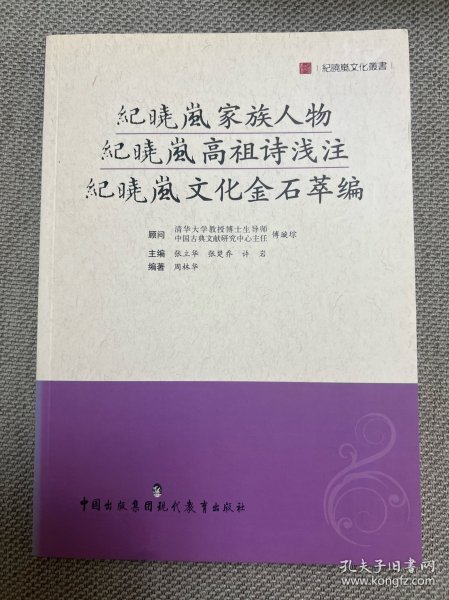 紀曉嵐文化叢書
紀曉嵐家族人物
紀曉嵐高祖诗浅注
紀曉嵐文化金石萃编
顾问 清华大学教授博士生导师
中国古典文献研究中心主任 傅璇琮
主编 张立华 张楚乔 许岩
编著 周林华
中国出版集团现代教育出版社
孔夫子旧书网
www.kongfz.com